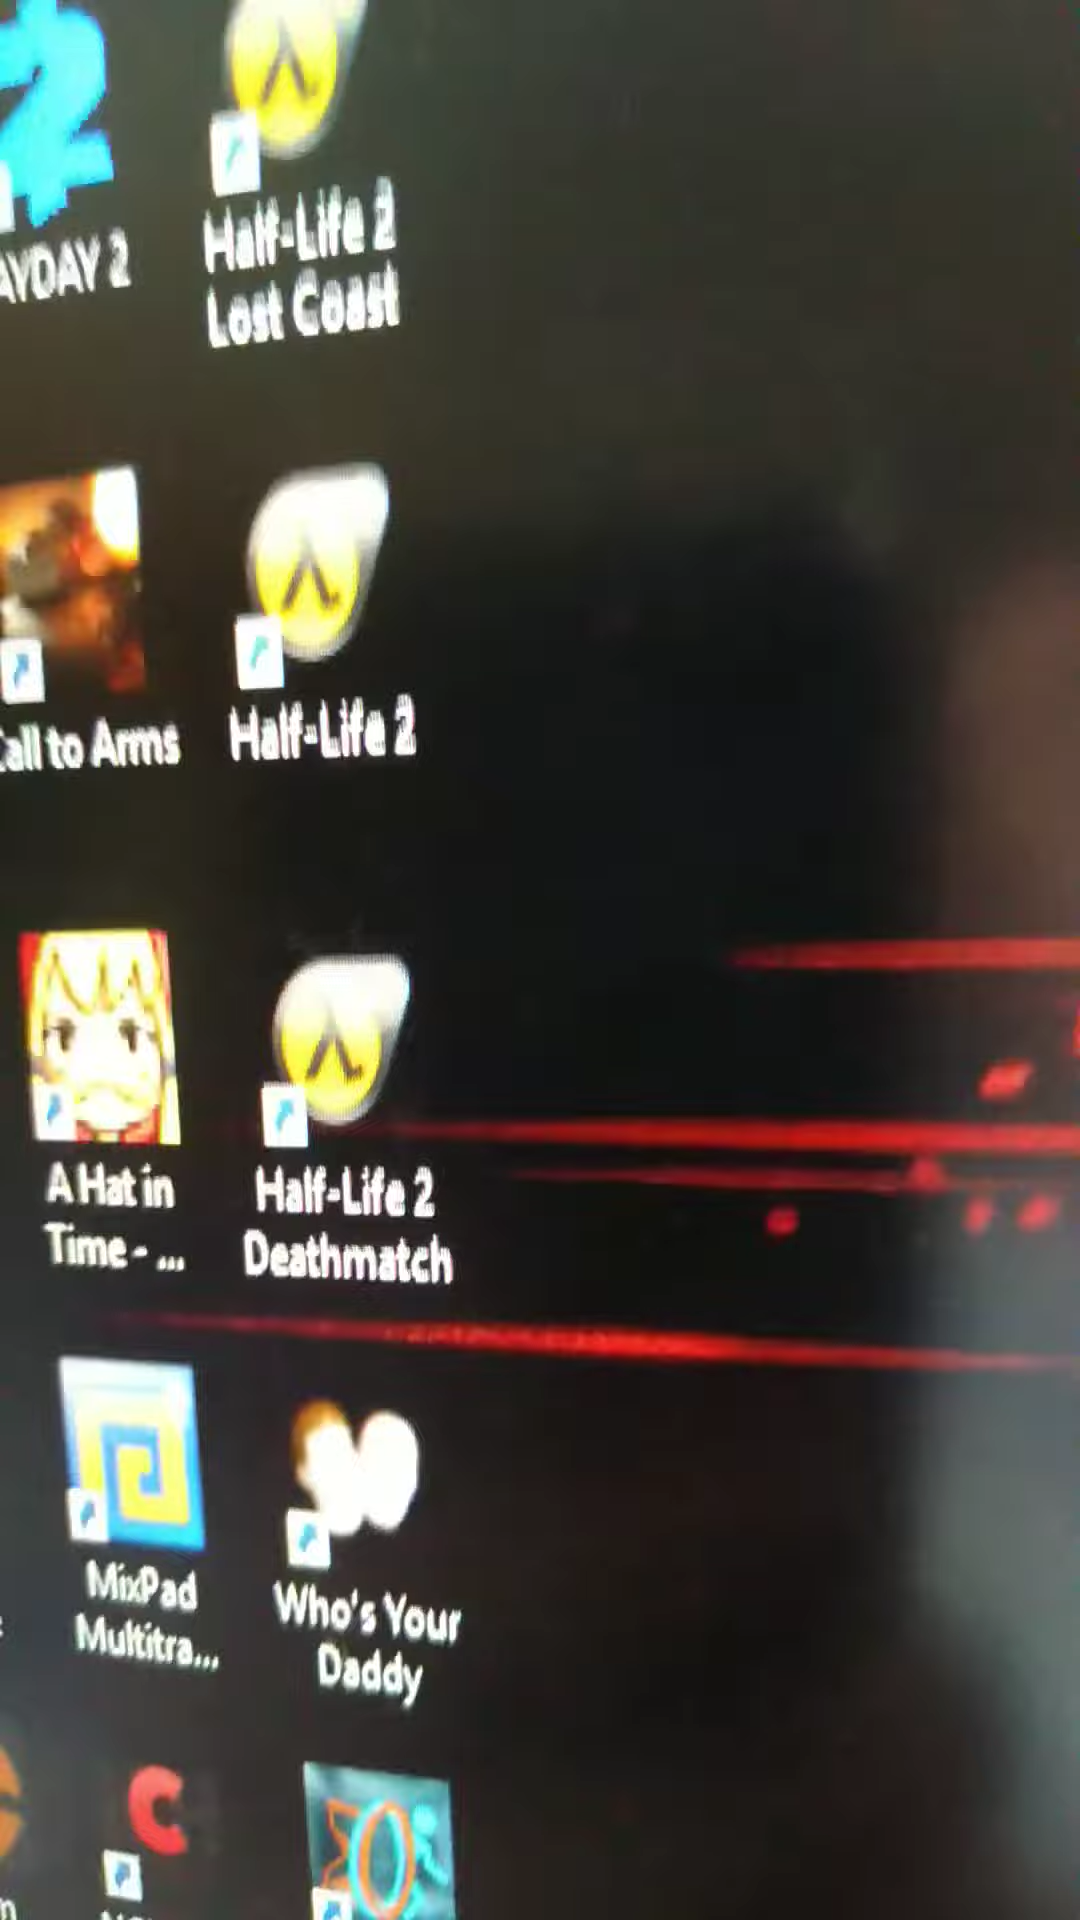 AYDAY 2
Half-Life 2
Lost Coast
Call to Arms
Half-Life 2
A Hat in
Time - ...
Half-Life 2
Deathmatch
MixPad
Multitra...
Who's Your
Daddy